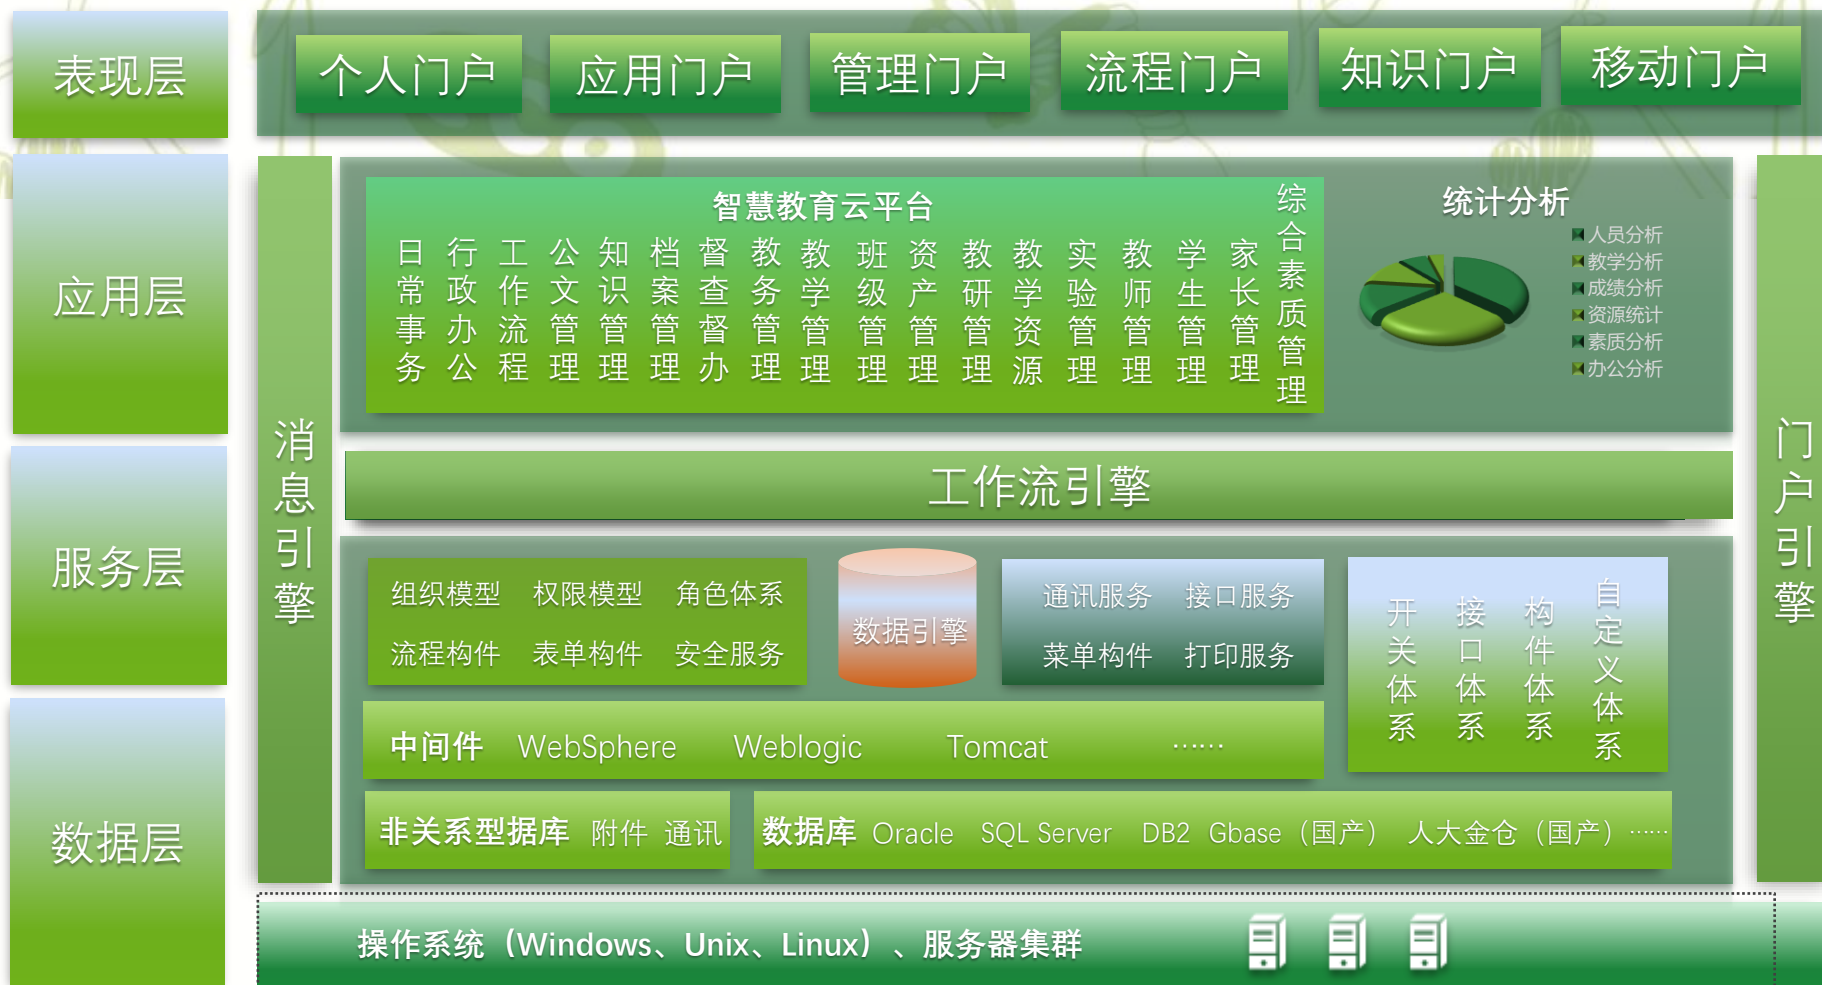 表现层
个人门户
应用门户
管理门户
流程门户
知识门户
移动门户
应用层
消息引擎
智慧教育云平台
日常事务
行政办公
工作流程
公文管理
知识管理
档案管理
督查督办
教务管理
教学管理
班级管理
资产管理
教研管理
教学资源
实验管理
教师管理
学生管理
家长管理
综合素质管理
统计分析
人员分析
教学分析
成绩分析
资源统计
素质分析
办公分析
门户引擎
工作流引擎
服务层
组织模型 权限模型 角色体系
流程构件 表单构件 安全服务
数据引擎
通讯服务 接口服务
菜单构件 打印服务
开关体系
接口体系
构件体系
自定义体系
中间件 WebSphere Weblogic Tomcat ……
数据层
非关系型据库 附件 通讯
数据库 Oracle SQL Server DB2 Gbase（国产） 人大金仓（国产）……
操作系统（Windows、Unix、Linux）、服务器集群